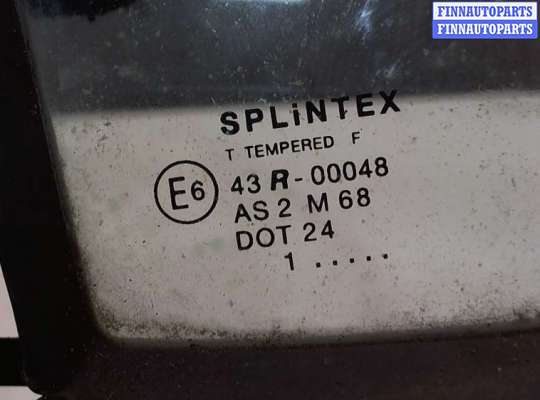 FINNAUTOPARTS
FINNAUTOPARTS
SPLiNTEX
T TEMPERED F
E6 43 R-00048
AS 2 M 68
DOT 24
1 .....